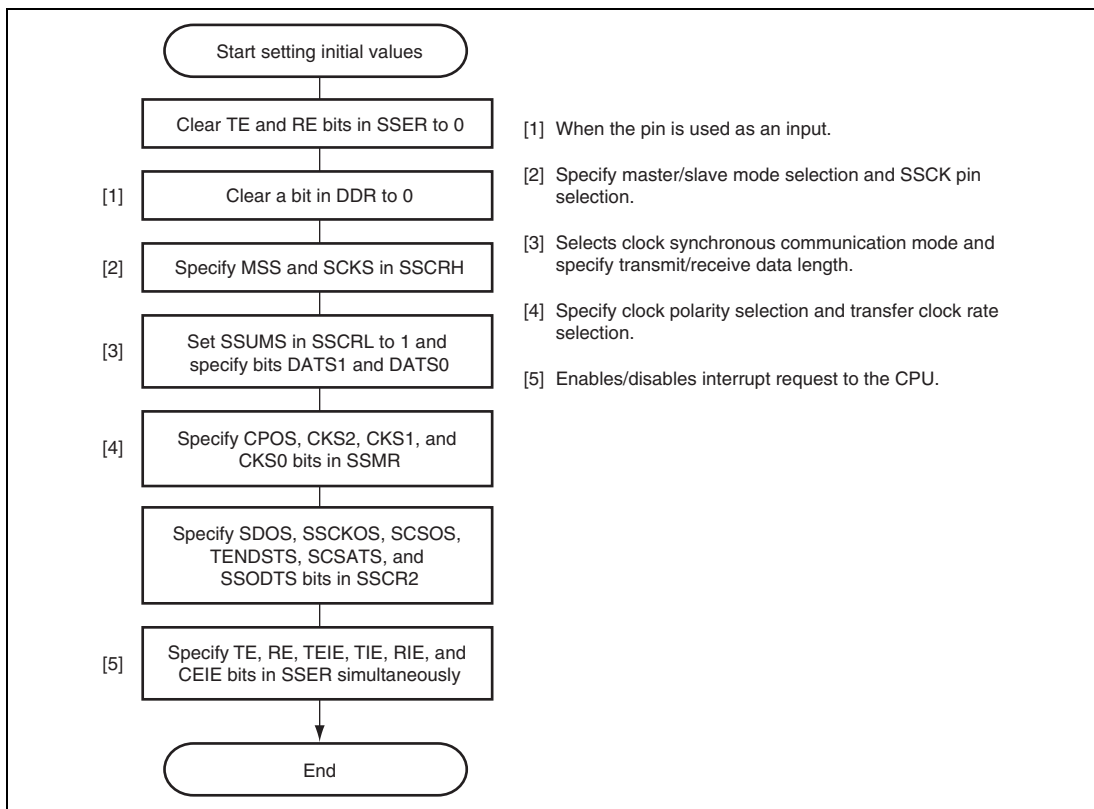 Start setting initial values
Clear TE and RE bits in SSER to 0
[1] Clear a bit in DDR to 0
[2] Specify MSS and SCKS in SSCRH
[3] Set SSUMS in SSCRL to 1 and
specify bits DATS1 and DATS0
[4] Specify CPOS, CKS2, CKS1, and
CKS0 bits in SSMR
Specify SDOS, SSCKOS, SCSOS,
TENDSTS, SCSATS, and
SSODTS bits in SSCR2
[5] Specify TE, RE, TEIE, TIE, RIE, and
CEIE bits in SSER simultaneously
End
[1] When the pin is used as an input.
[2] Specify master/slave mode selection and SSCK pin
selection.
[3] Selects clock synchronous communication mode and
specify transmit/receive data length.
[4] Specify clock polarity selection and transfer clock rate
selection.
[5] Enables/disables interrupt request to the CPU.